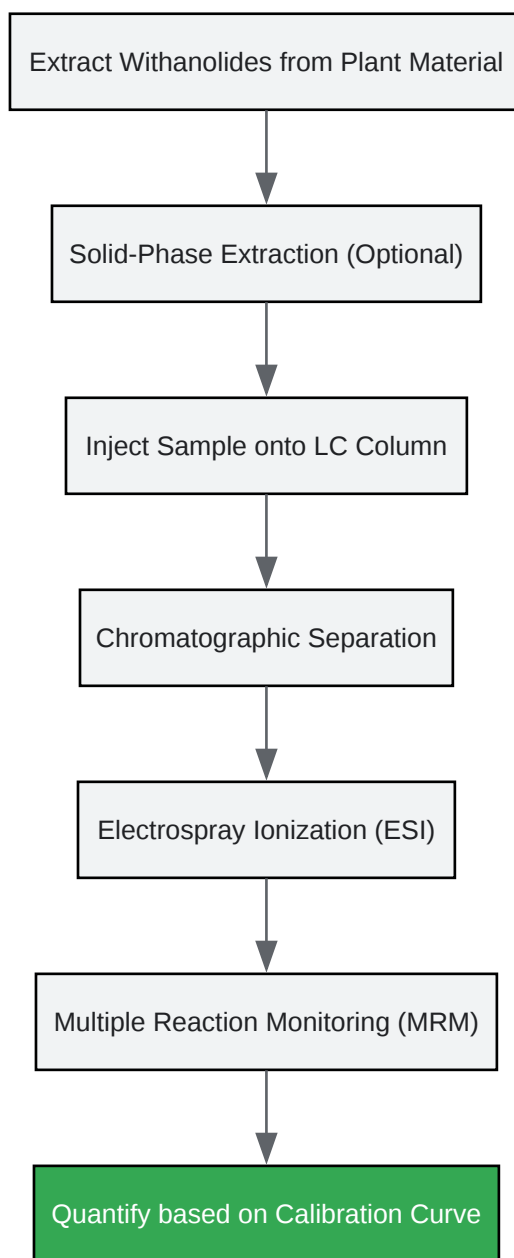 Extract Withanolides from Plant Material
Solid-Phase Extraction (Optional)
Inject Sample onto LC Column
Chromatographic Separation
Electrospray Ionization (ESI)
Multiple Reaction Monitoring (MRM)
Quantify based on Calibration Curve